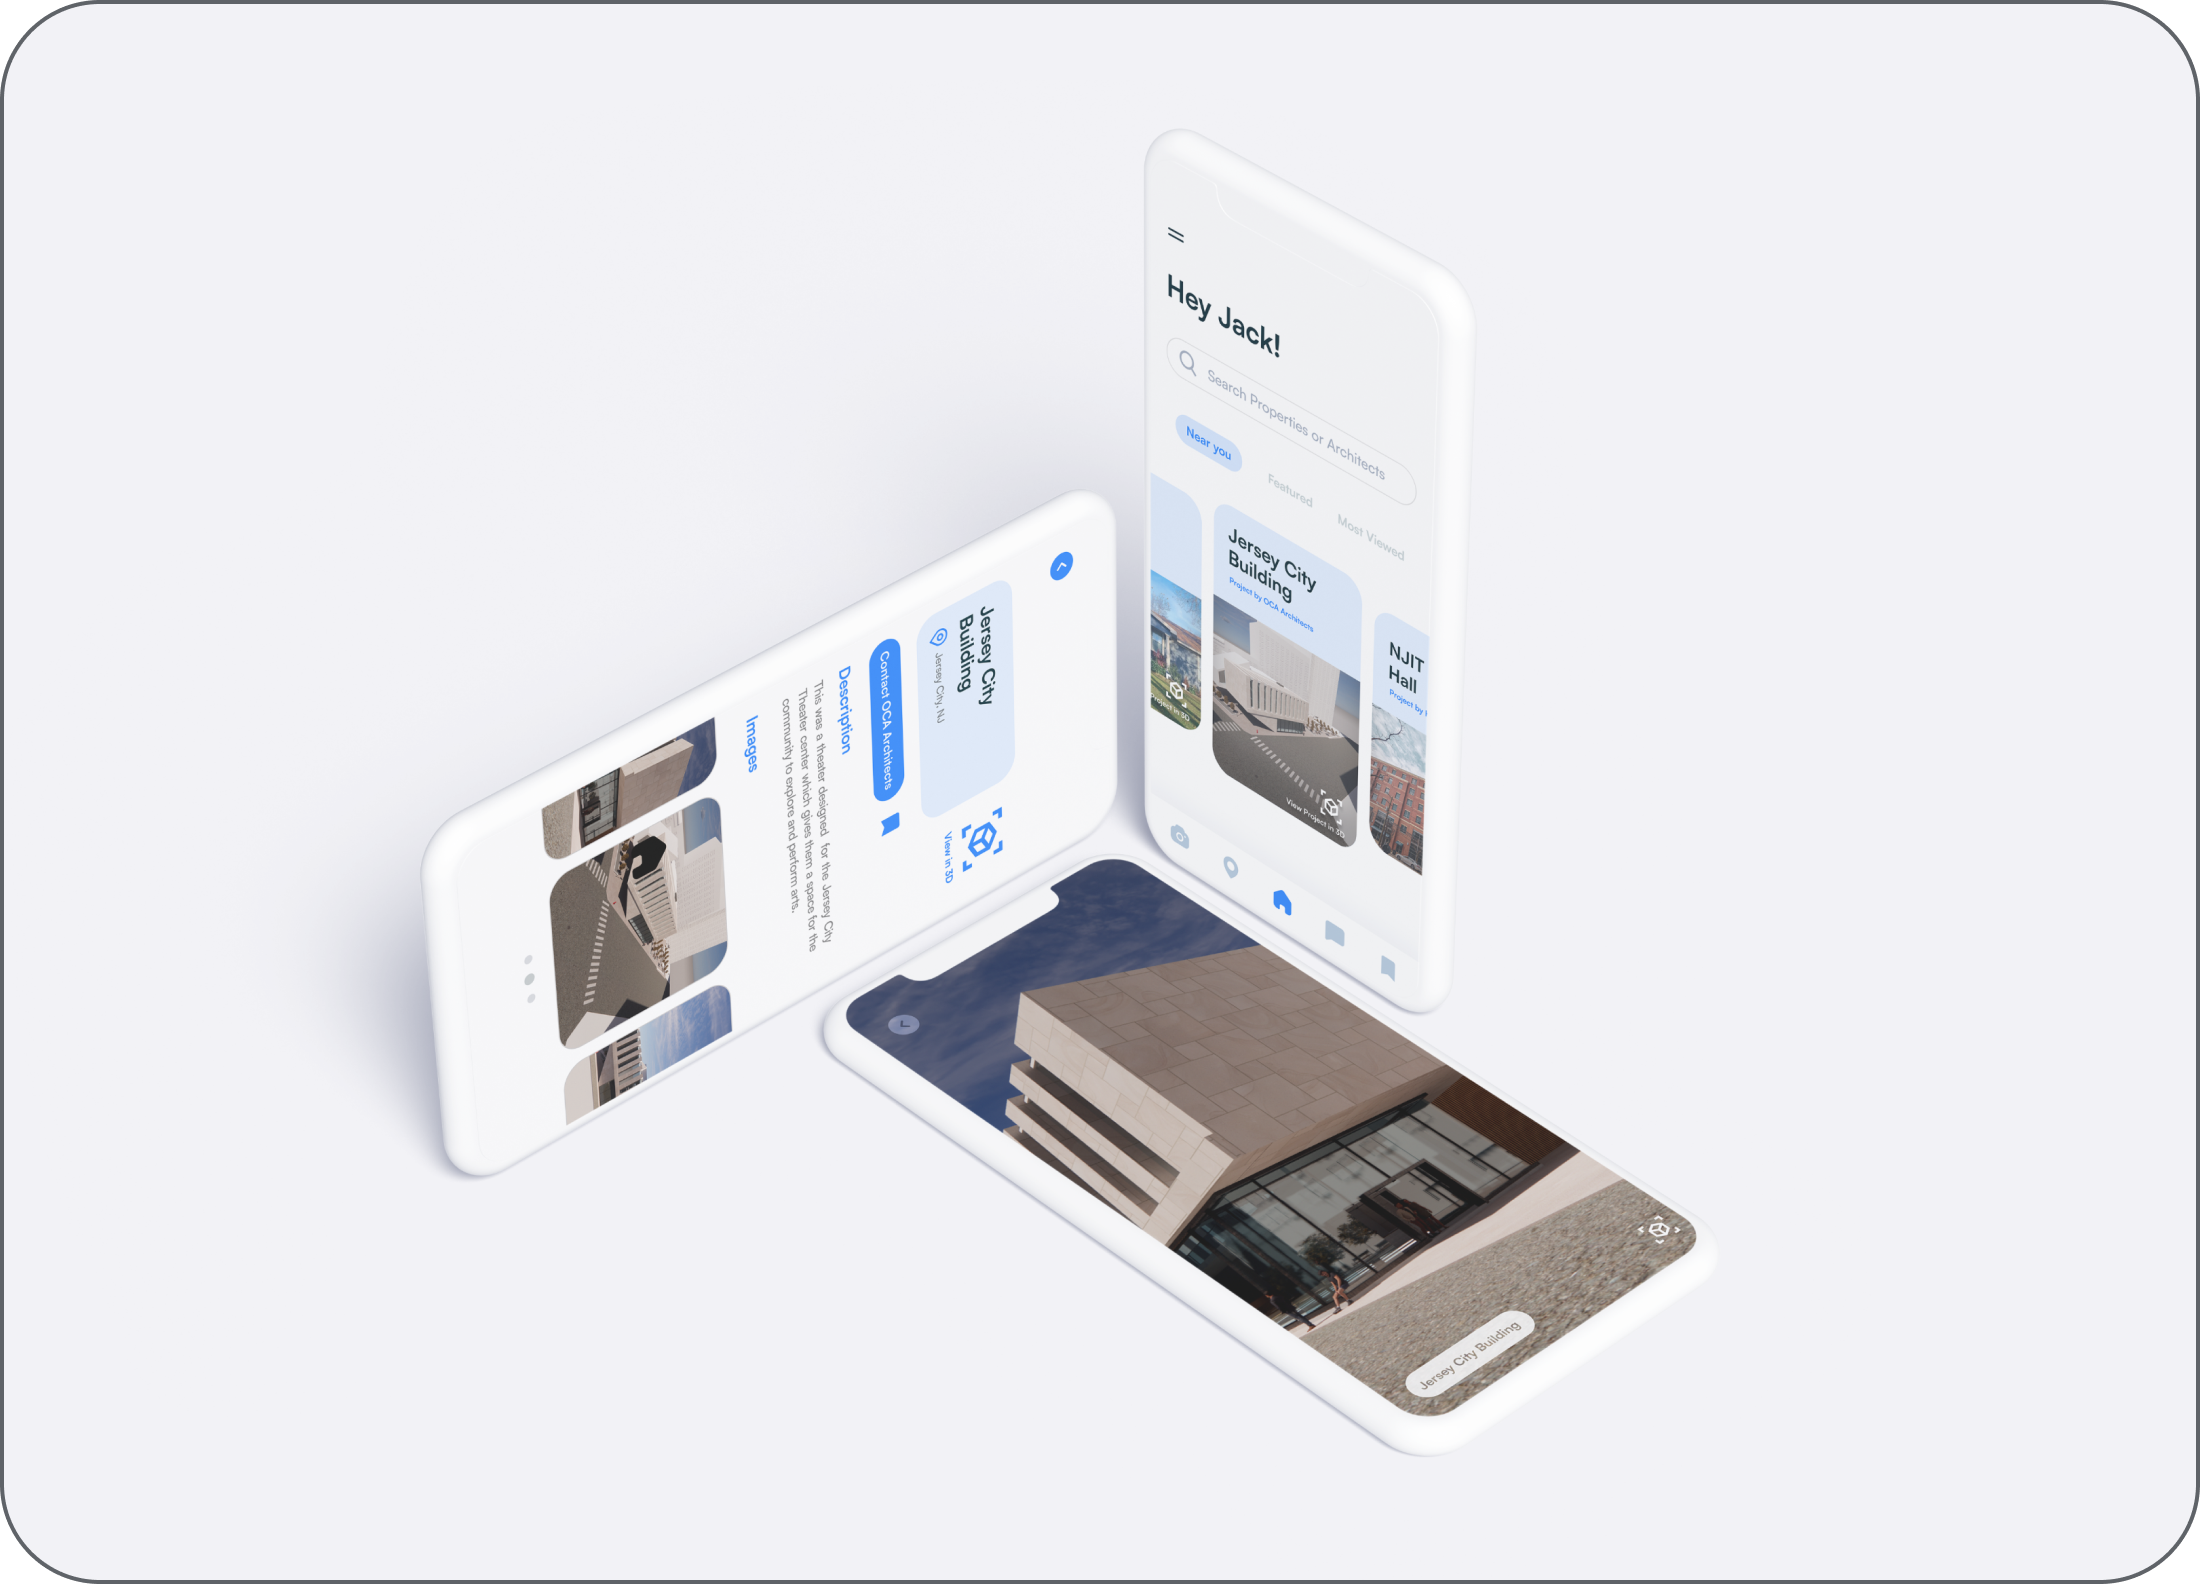 Hey Jack!
Search Properties or Architects
Near you
Featured
Most Viewed
Project in 3D
Jersey City
Building
Project by OCA Architects
View Project in 3D
NJIT
Hall
Project by
Jersey City
Building
Jersey City, NJ
View in 3D
Contact OCA Architects
Description
This was a theater designed for the Jersey City
Theater center which gives them a space for the
community to explore and perform arts.
Images
Jersey City Building